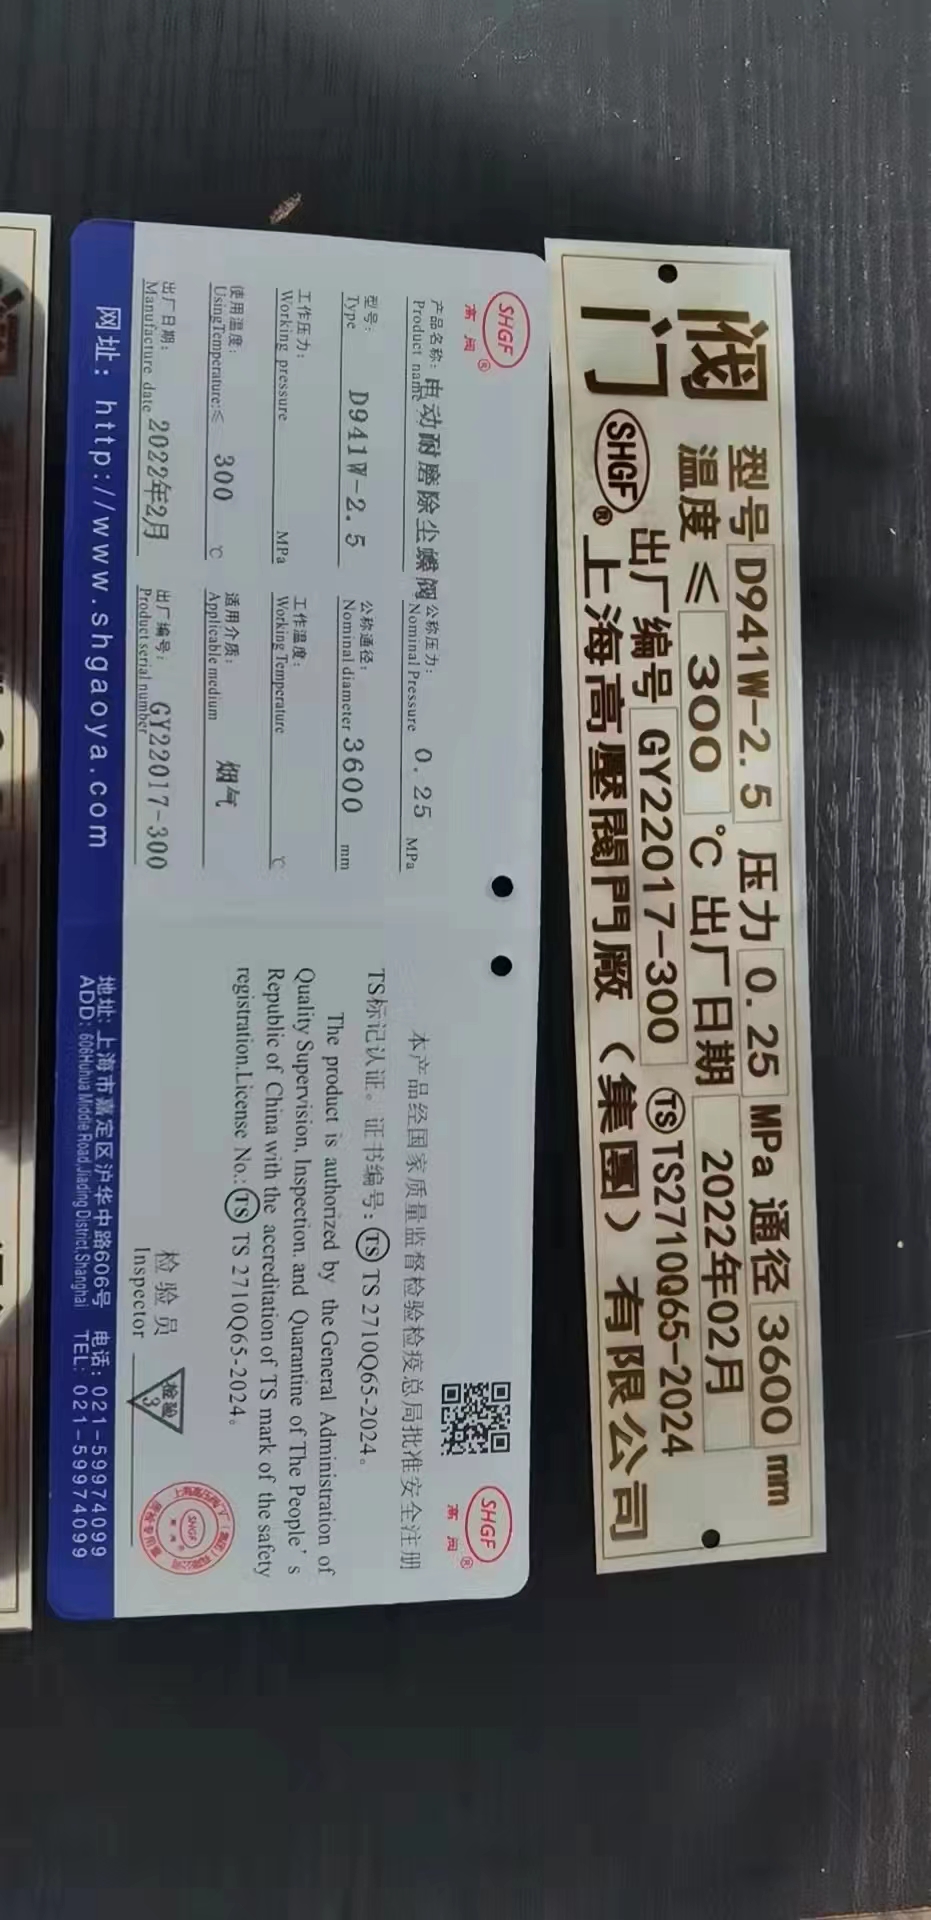 阀门
型号 D941W-2.5 压力 0.25 MPa 通径 3600 mm
温度 ≤ 300 ℃ 出厂日期 2022年02月
出厂编号 GY22017-300 TS TS2710Q65-2024
SHGF® 上海高壓閥門廠（集團）有限公司
SHGF
高阀®
产品名称: 电动耐磨除尘蝶阀 公称压力: 0.25 MPa
Product name Nominal Pressure
型号: D941W-2.5 公称通径: 3600 mm
Type Nominal diameter
工作压力: MPa 工作温度: ℃
Working pressure Working Temperature
使用温度: 300 ℃ 适用介质: 烟气
UsingTemperature:≤ Applicable medium
出厂日期: 2022年2月 出厂编号: GY22017-300
Manufacture date Product serial number
网址: http://www.shgaoya.com
SHGF
高阀®
本产品经国家质量监督检验检疫总局批准安全注册
TS标记认证。证书编号: TS TS 2710Q65-2024。
The product is authorized by the General Administration of
Quality Supervision, Inspection. and Quarantine of The People's
Republic of China with the accreditation of TS mark of the safety
registration.License No.: TS TS 2710Q65-2024。
检验员
Inspector
检验
3
SHGF
地址: 上海市嘉定区沪华中路606号 电话: 021-59974099
ADD: 606Huhua Middle Road,Jiading District,Shanghai TEL: 021-59974099